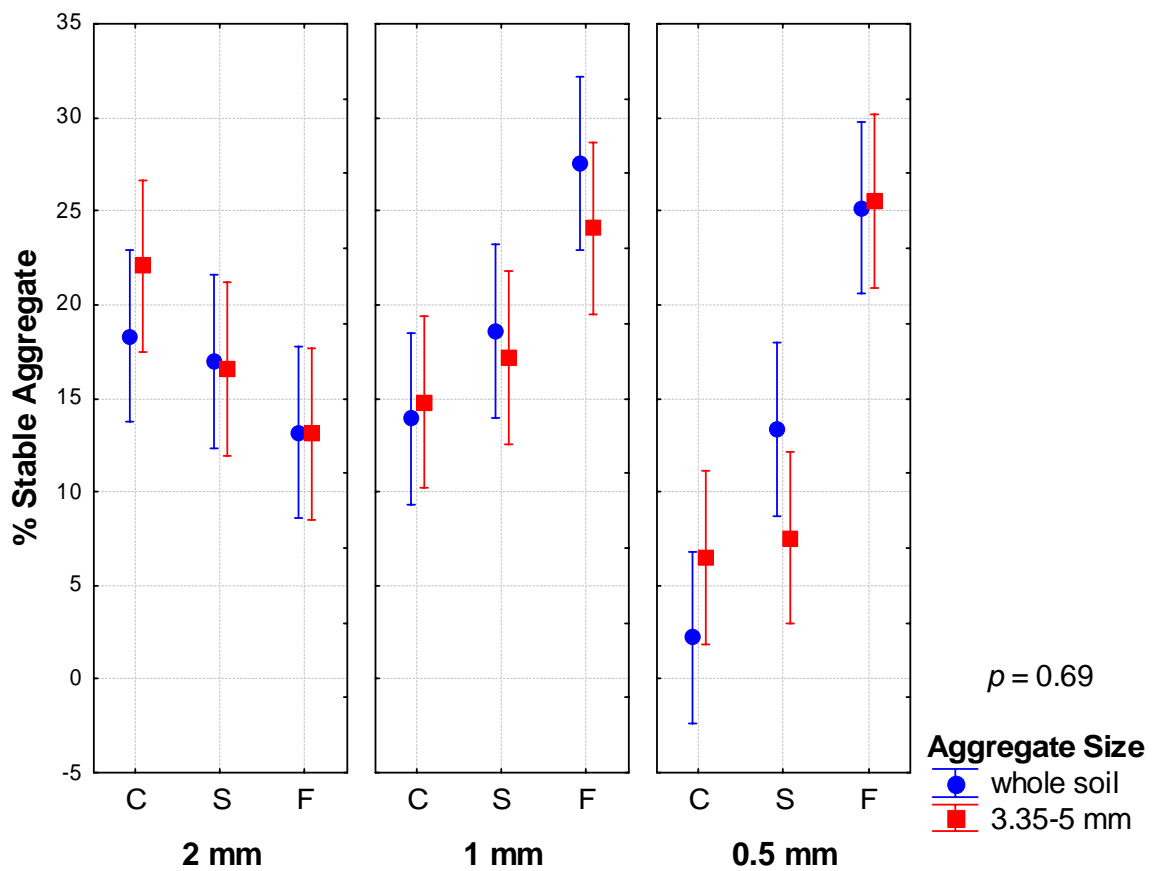 % Stable Aggregate
35
30
25
20
15
10
5
0
-5
C S F
2 mm
C S F
1 mm
C S F
0.5 mm
p = 0.69
Aggregate Size
whole soil
3.35-5 mm